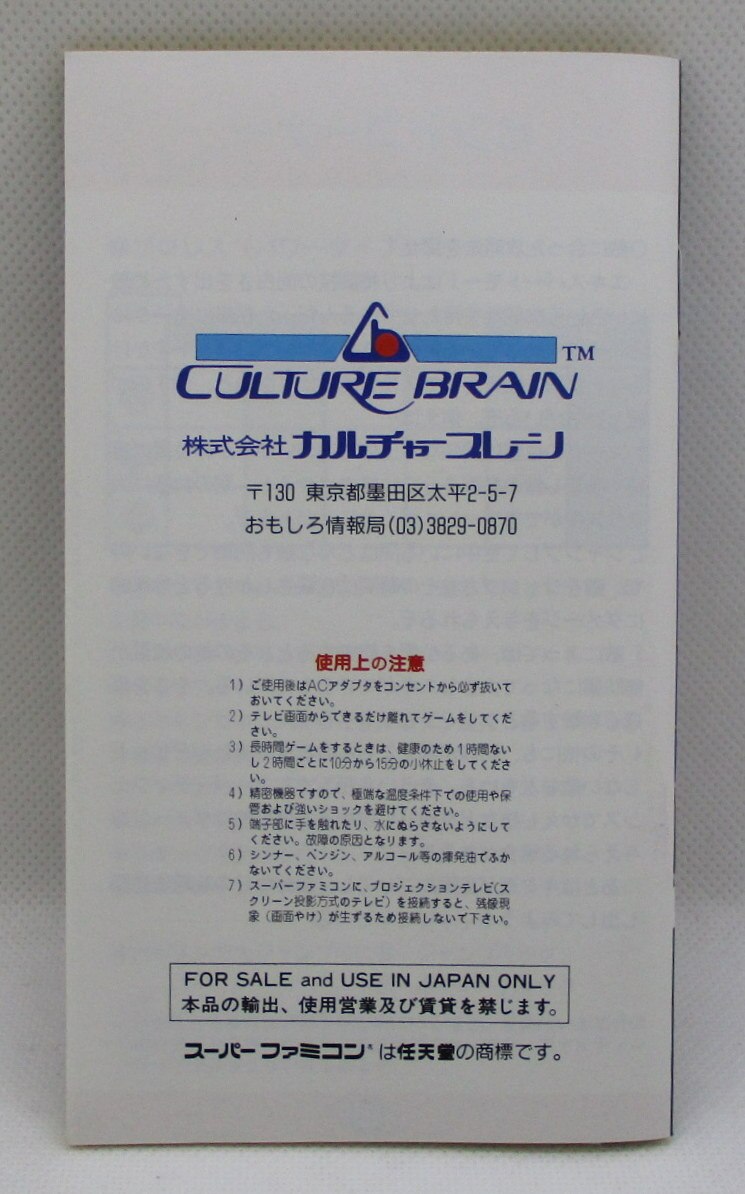 CULTURE BRAIN TM
株式会社カルチャーブレーン
〒130 東京都墨田区太平2-5-7
おもしろ情報局(03)3829-0870
使用上の注意
1) ご使用後はACアダプタをコンセントから必ず抜いて
おいてください。
2) テレビ画面からできるだけ離れてゲームをしてくだ
さい。
3) 長時間ゲームをするときは、健康のため1時間ない
し2時間ごとに10分から15分の小休止をしてくださ
い。
4) 精密機器ですので、極端な温度条件下での使用や保
管および強いショックを避けてください。
5) 端子部に手を触れたり、水にぬらさないようにして
ください。故障の原因となります。
6) シンナー、ベンジン、アルコール等の揮発油でふか
ないでください。
7) スーパーファミコンに、プロジェクションテレビ(ス
クリーン投影方式のテレビ)を接続すると、残像現
象(画面やけ)が生ずるため接続しないで下さい。
FOR SALE and USE IN JAPAN ONLY
本品の輸出、使用営業及び賃貸を禁じます。
スーパーファミコン®は任天堂の商標です。